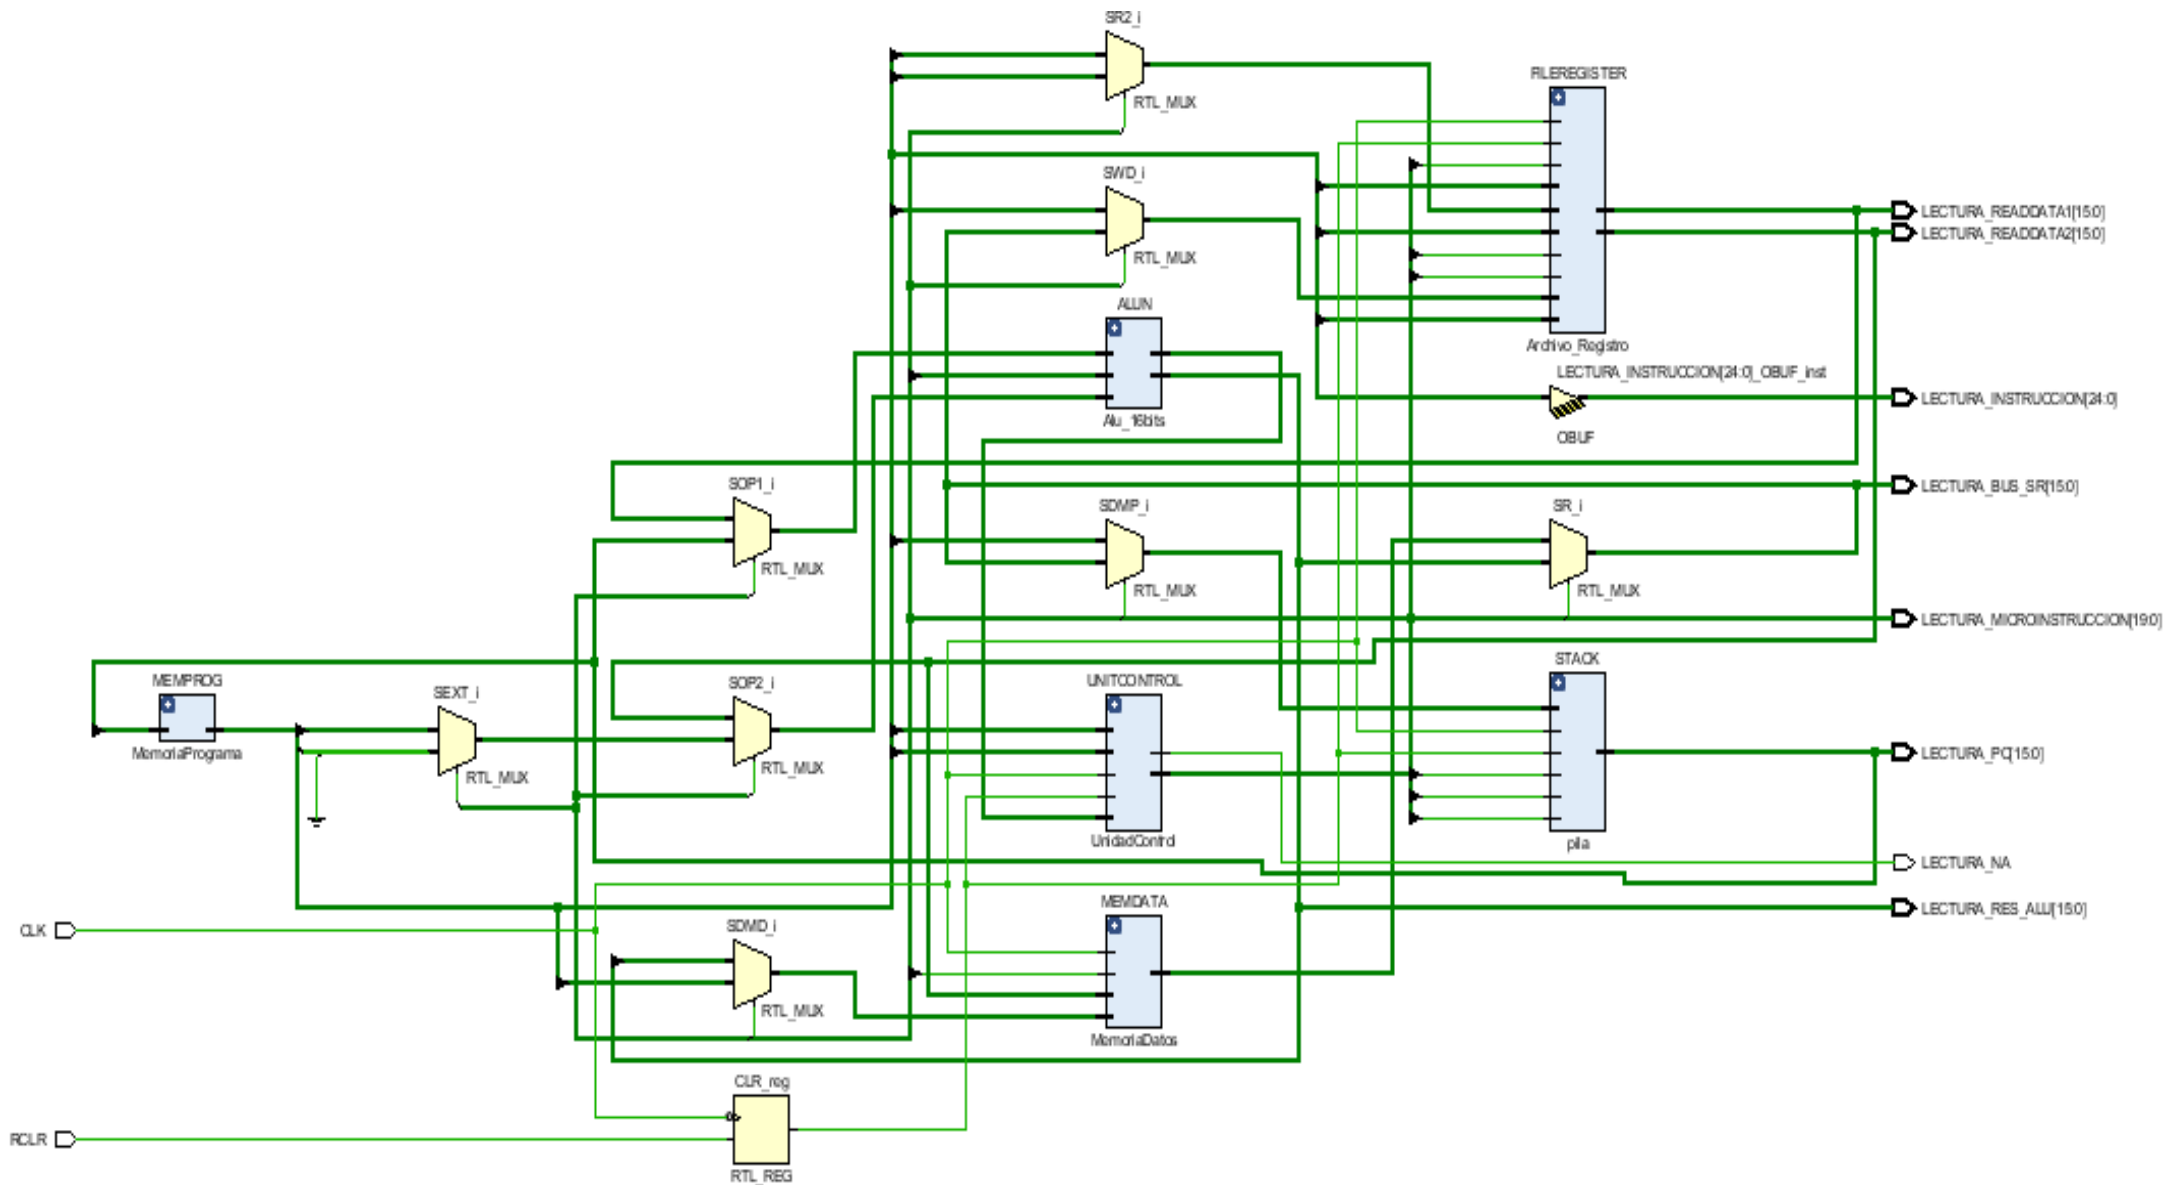 SR2_i
RTL_MUX
FILEREGISTER
Archivo_Registro
SWD_i
RTL_MUX
LECTURA_READDATA1[15:0]
LECTURA_READDATA2[15:0]
ALUN
Alu_16bits
LECTURA_INSTRUCCION[24:0]_OBUF_inst
OBUF
LECTURA_INSTRUCCION[24:0]
SOP1_i
RTL_MUX
SDMP_i
RTL_MUX
SR_i
RTL_MUX
LECTURA_BUS_SR[15:0]
LECTURA_MICROINSTRUCCION[19:0]
MEMPROG
MemoriaPrograma
SEXT_i
RTL_MUX
SOP2_i
RTL_MUX
UNITCONTROL
UnidadControl
STACK
pila
LECTURA_PC[15:0]
LECTURA_NA
LECTURA_RES_ALU[15:0]
CLK
SDMD_i
RTL_MUX
MEMDATA
MemoriaDatos
CLR_reg
RTL_REG
RCLR